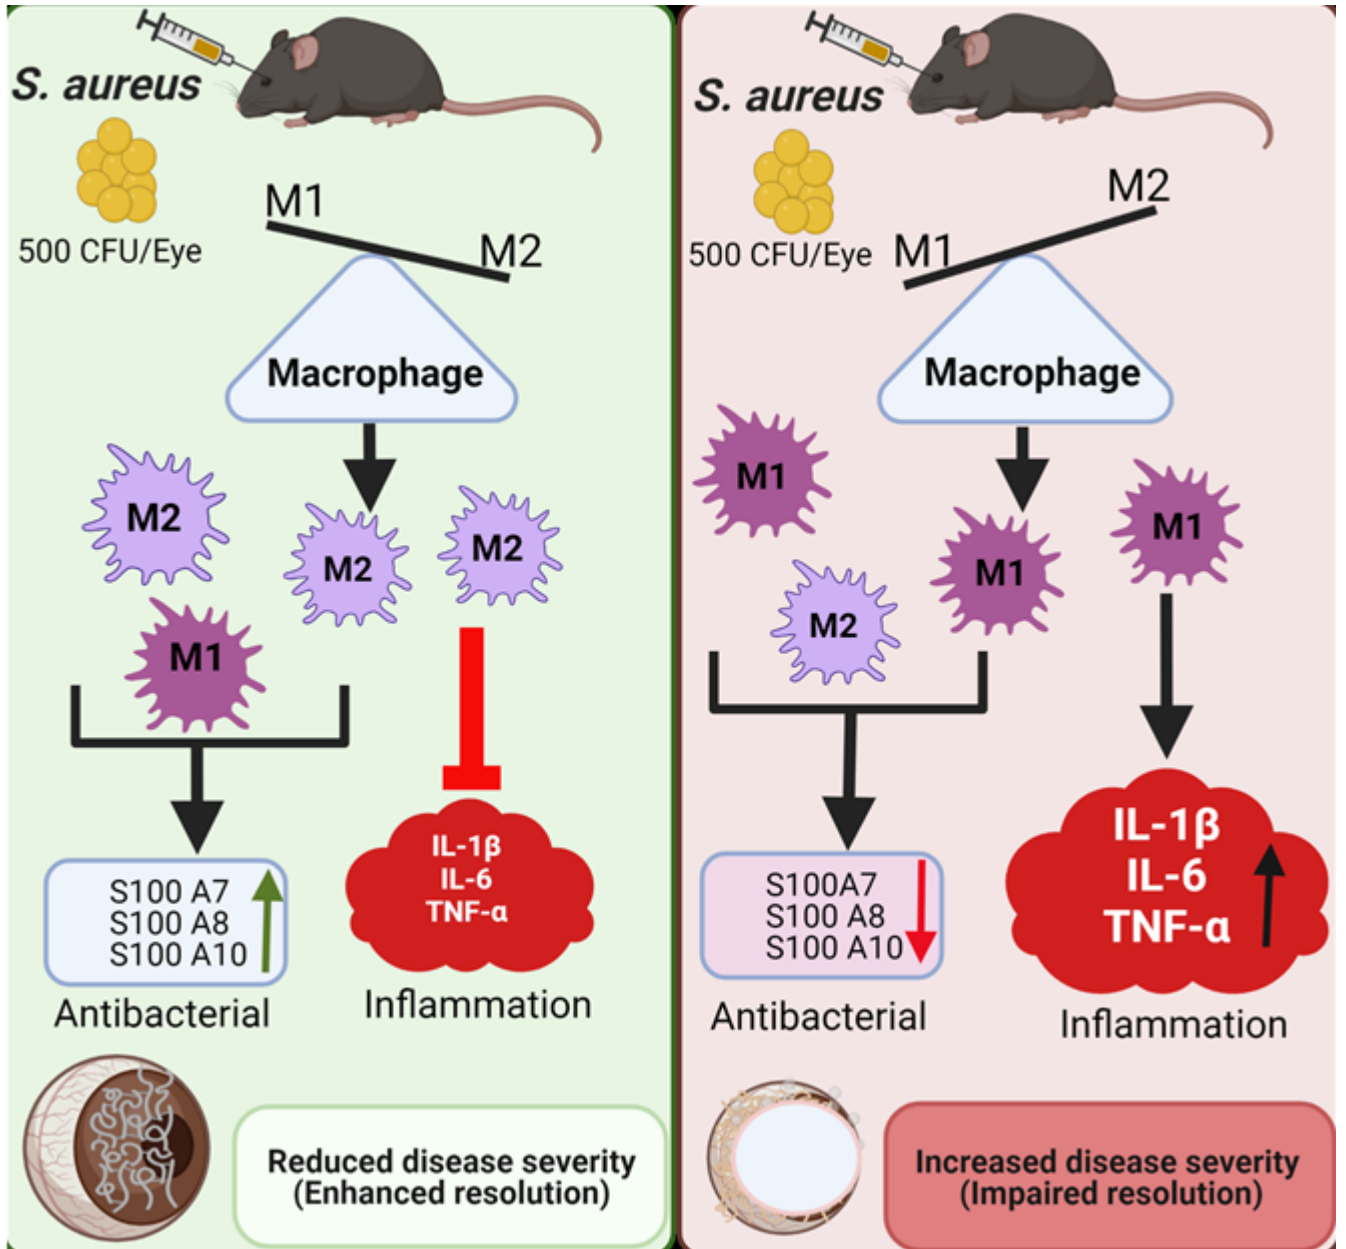 S. aureus
500 CFU/Eye
M1
M2
Macrophage
M2
M2
M2
M1
S100 A7
S100 A8
S100 A10
Antibacterial
IL-1β
IL-6
TNF-α
Inflammation
Reduced disease severity
(Enhanced resolution)
S. aureus
500 CFU/Eye
M2
M1
Macrophage
M1
M1
M1
M2
S100A7
S100 A8
S100 A10
Antibacterial
IL-1β
IL-6
TNF-α
Inflammation
Increased disease severity
(Impaired resolution)